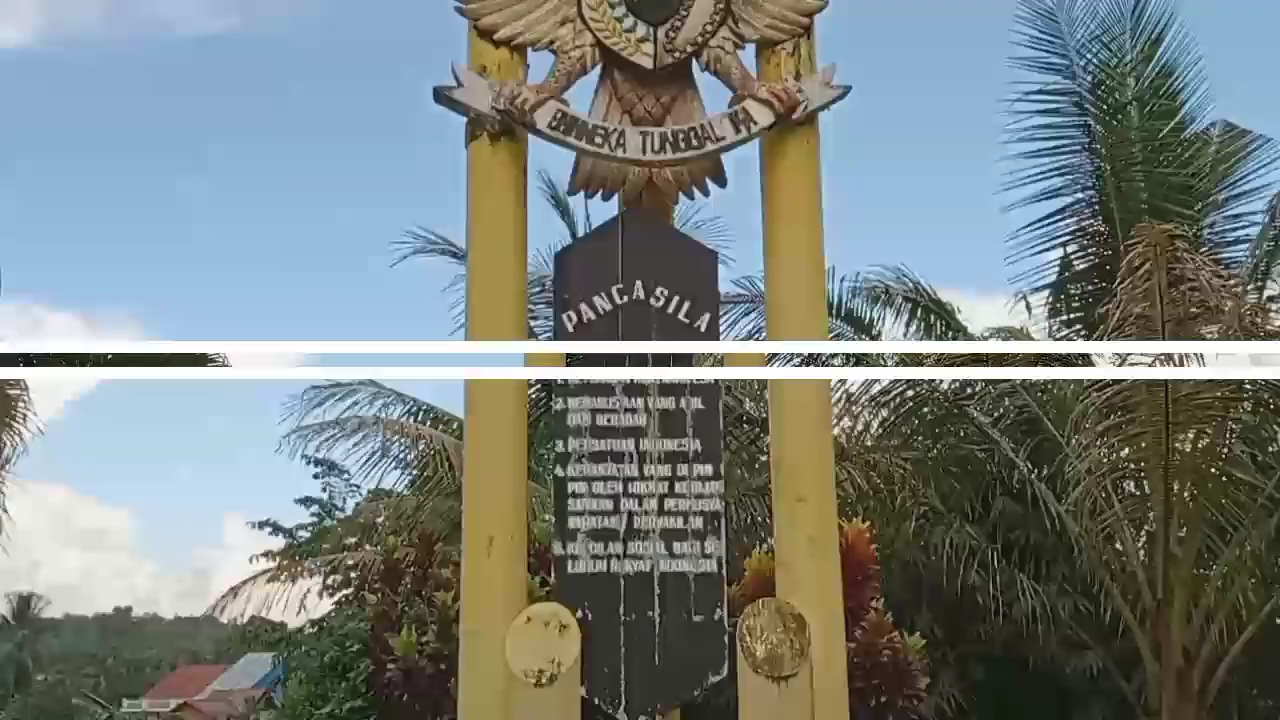 BHINNEKA TUNGGAL IKA
PANCASILA
2. KEMANUSIAAN YANG ADIL
DAN BERADAB
3. PERSATUAN INDONESIA
4. KERAKYATAN YANG DI PIM
PIN OLEH HIKMAT KEBIJAK
SANAAN DALAM PERMUSYA
WARATAN / PERWAKILAN
5. KEADILAN SOSIAL BAGI SE
LURUH RAKYAT INDONESIA